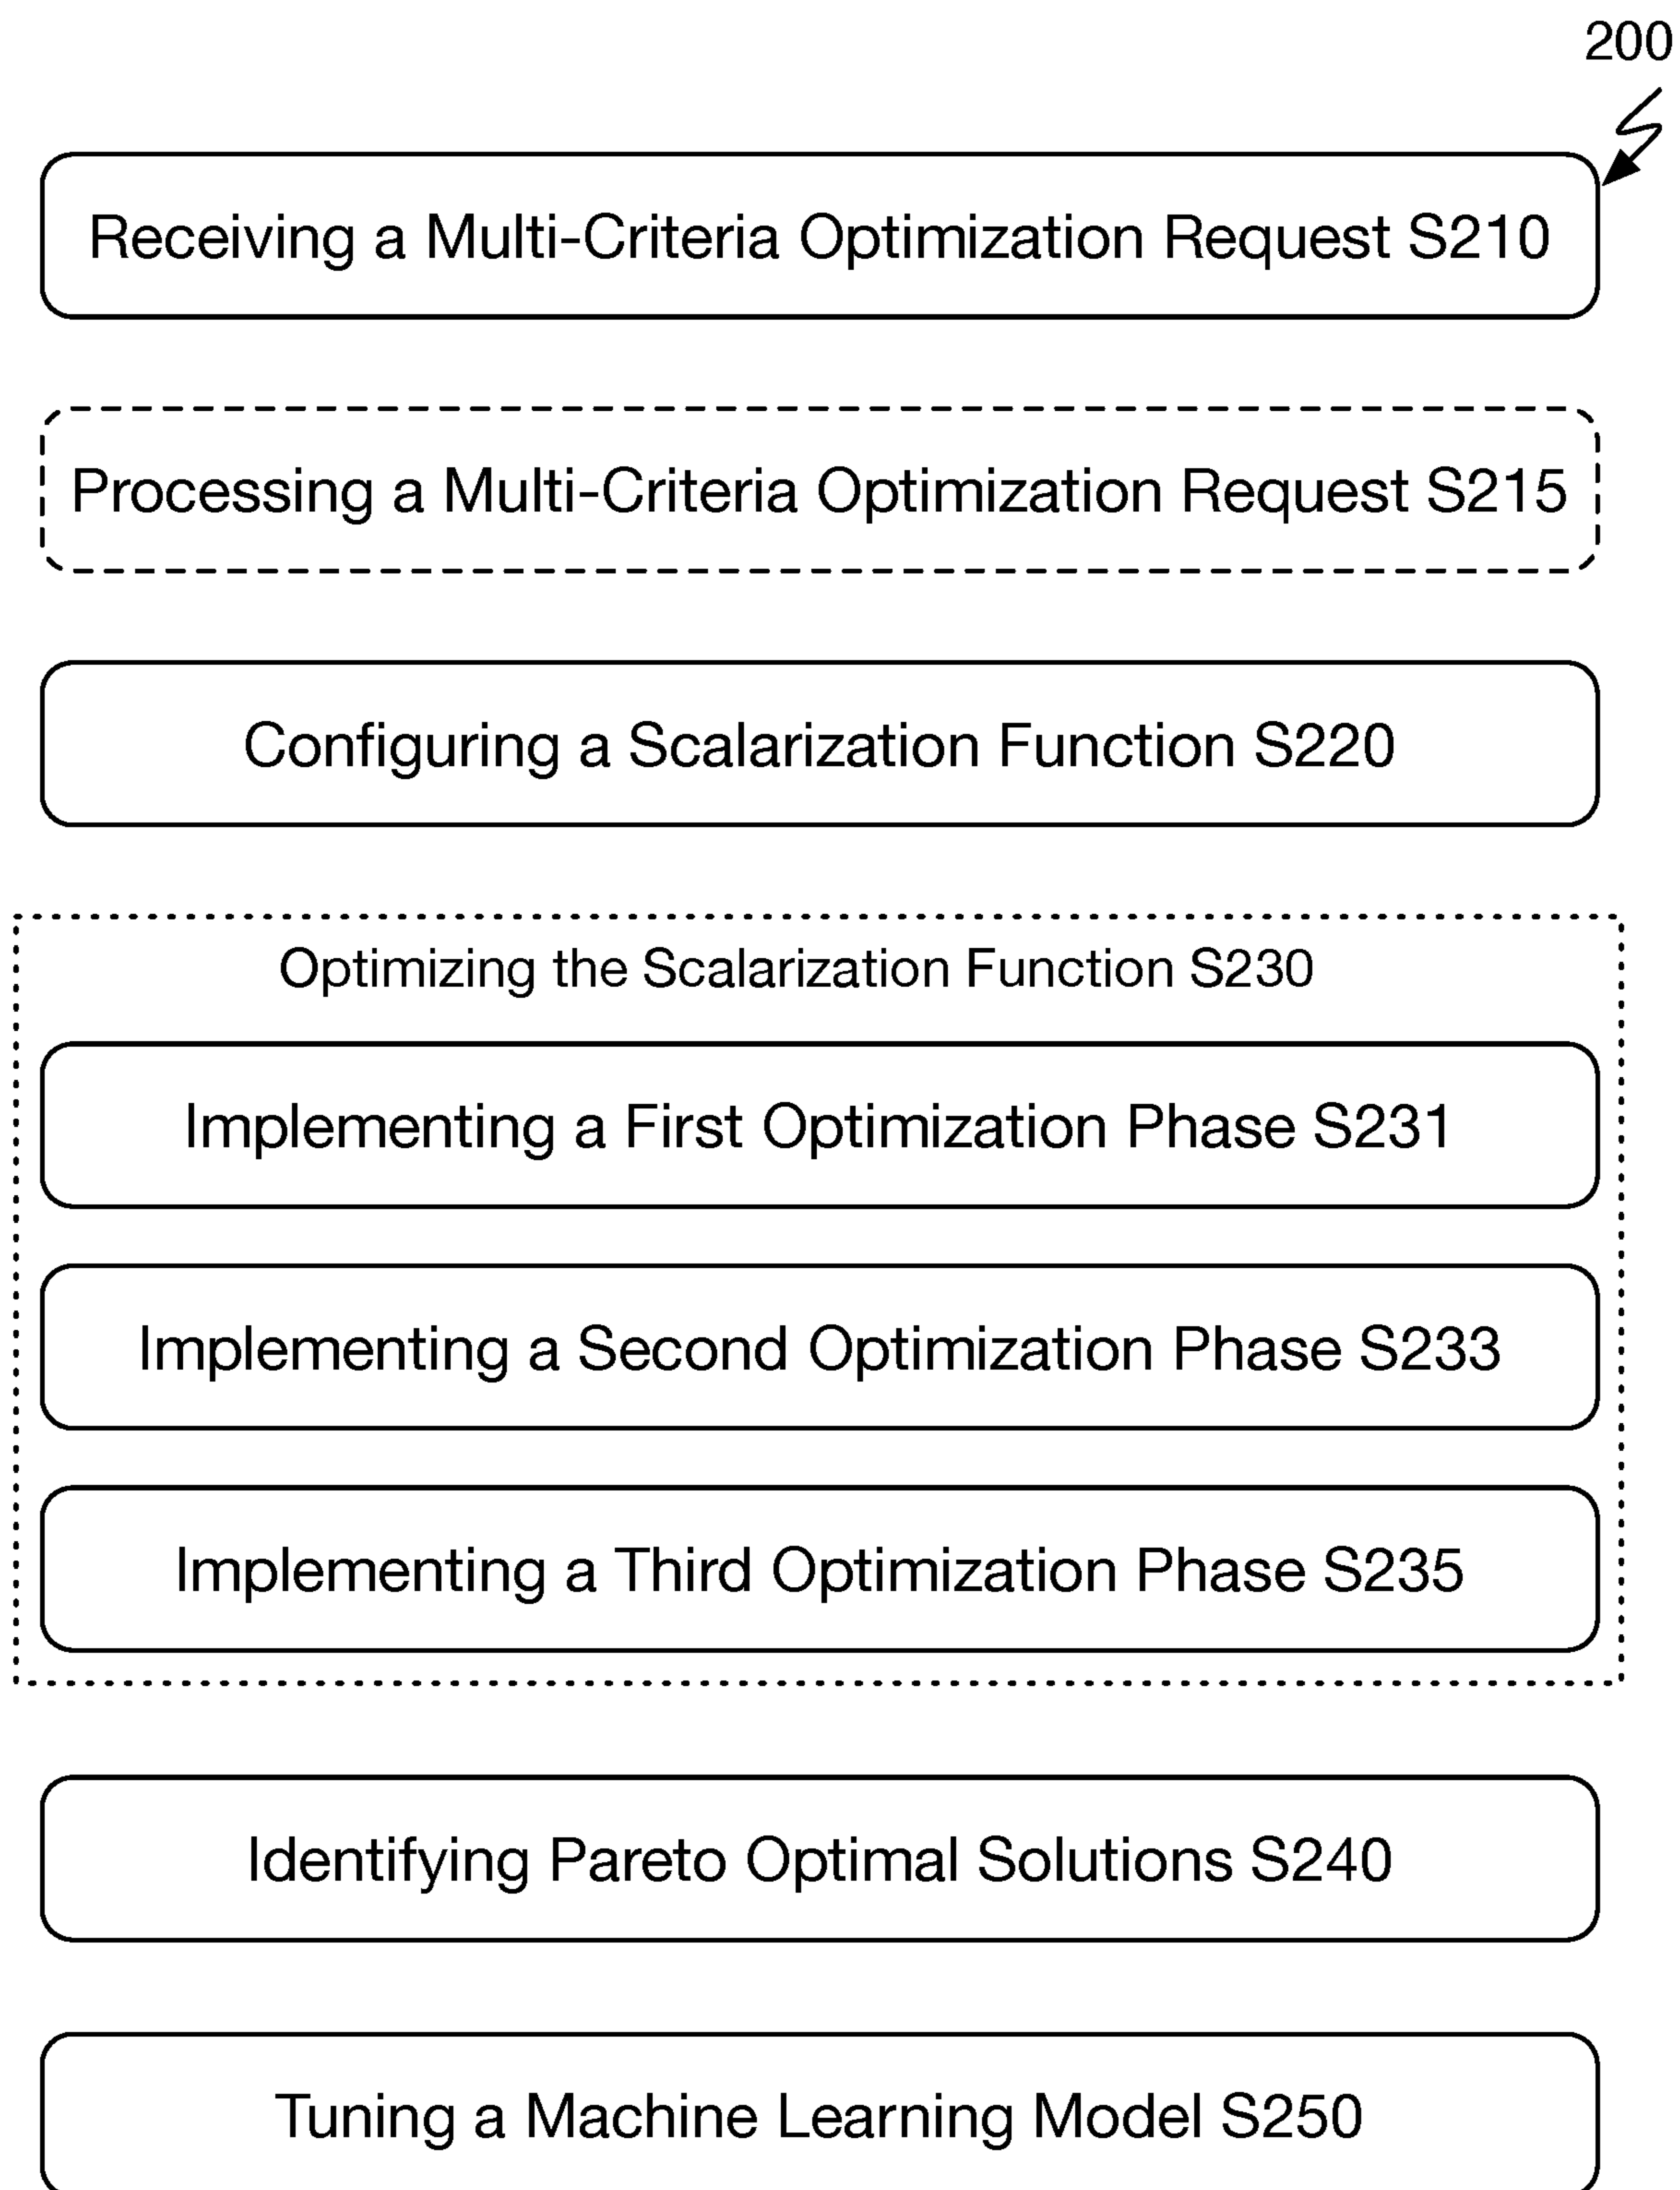 200
Receiving a Multi-Criteria Optimization Request S210
Processing a Multi-Criteria Optimization Request S215
Configuring a Scalarization Function S220
Optimizing the Scalarization Function S230
Implementing a First Optimization Phase S231
Implementing a Second Optimization Phase S233
Implementing a Third Optimization Phase S235
Identifying Pareto Optimal Solutions S240
Tuning a Machine Learning Model S250